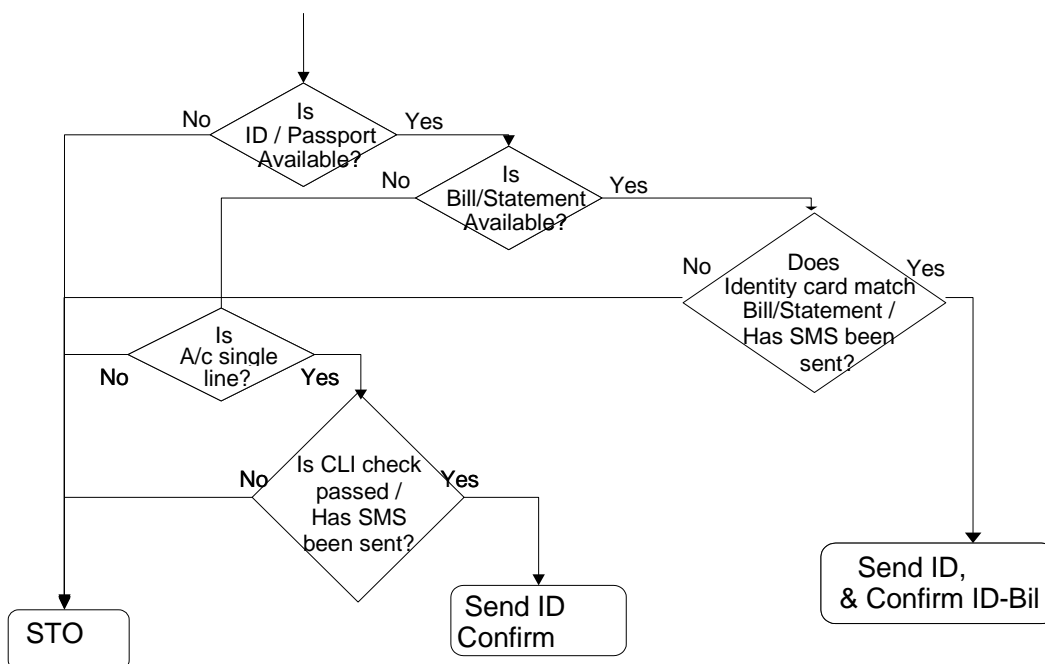 Is
ID / Passport
Available?
No
Yes
Is
Bill/Statement
Available?
No
Yes
Does
Identity card match
Bill/Statement /
Has SMS been
sent?
No
Yes
Is
A/c single
line?
No
Yes
Is CLI check
passed /
Has SMS
been sent?
No
Yes
Send ID,
& Confirm ID-Bil
Send ID
Confirm
STO